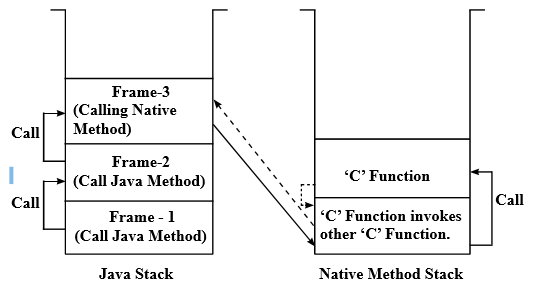 Frame-3
(Calling Native
Method)
Call
Frame-2
(Call Java Method)
Call
Frame - 1
(Call Java Method)
Java Stack
‘C’ Function
‘C’ Function invokes
other ‘C’ Function.
Call
Native Method Stack